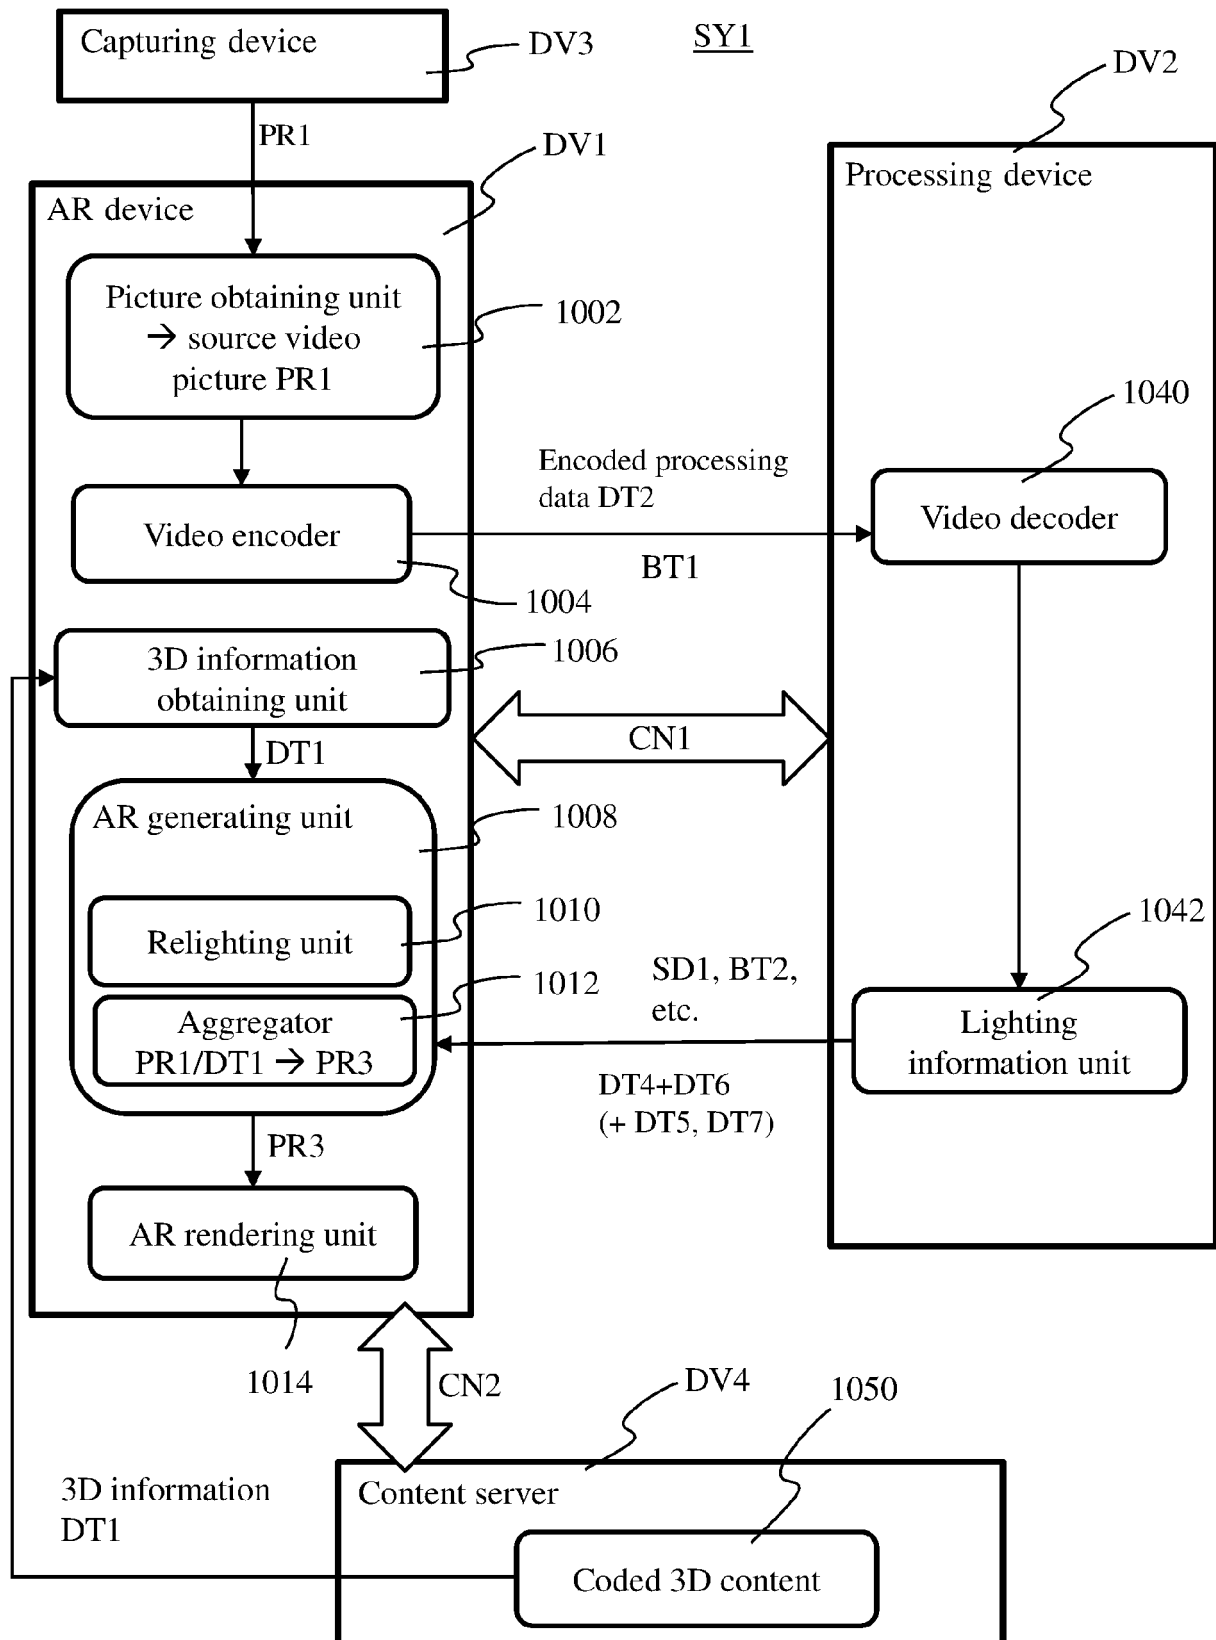 Capturing device
DV3
SY1
DV2
PR1
DV1
Processing device
AR device
Picture obtaining unit
→ source video
picture PR1
1002
1040
Encoded processing
data DT2
Video encoder
Video decoder
BT1
1004
3D information
obtaining unit
1006
CN1
DT1
AR generating unit
1008
1010
1042
Relighting unit
1012
SD1, BT2,
etc.
Aggregator
PR1/DT1 → PR3
Lighting
information unit
DT4+DT6
(+ DT5, DT7)
PR3
AR rendering unit
1014
CN2
DV4
1050
3D information
DT1
Content server
Coded 3D content